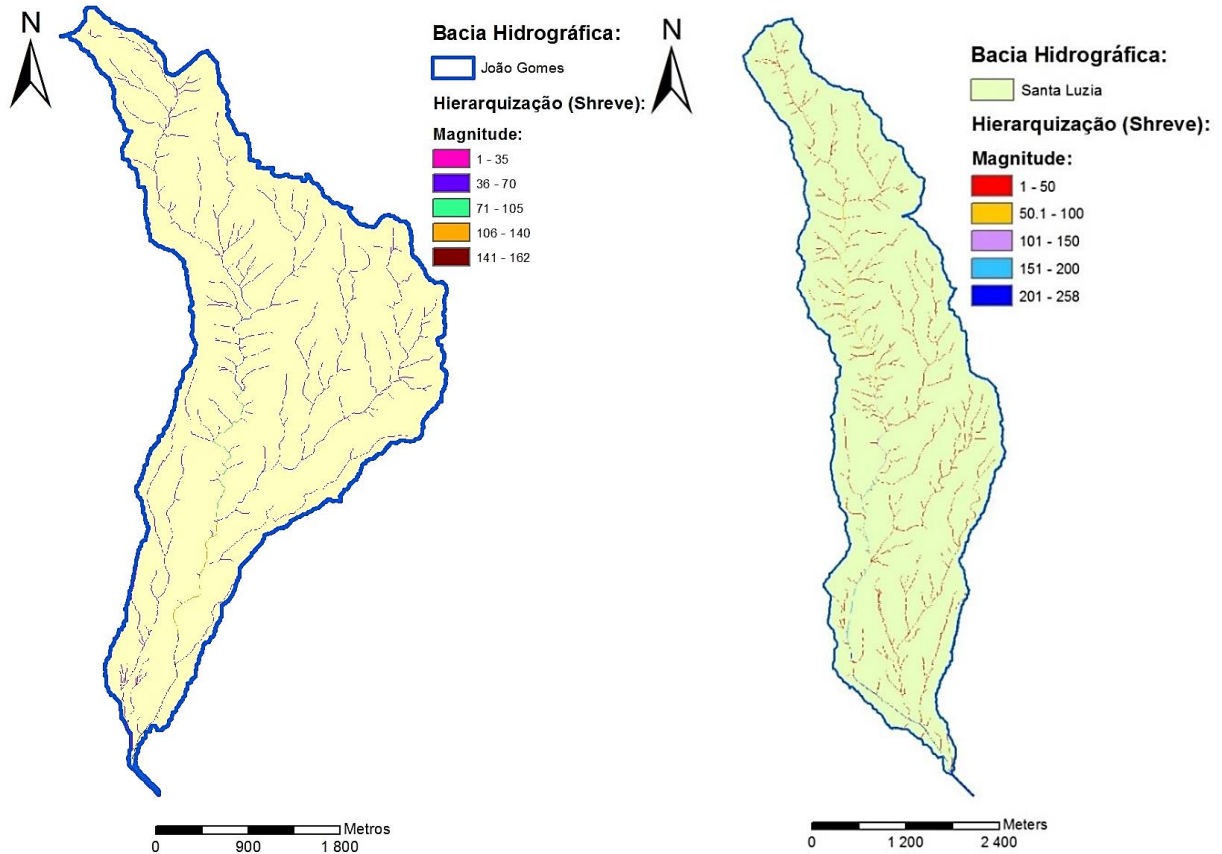 N
Bacia Hidrográfica:
João Gomes
Hierarquização (Shreve):
Magnitude:
1 - 35
36 - 70
71 - 105
106 - 140
141 - 162
Metros
0 900 1 800
N
Bacia Hidrográfica:
Santa Luzia
Hierarquização (Shreve):
Magnitude:
1 - 50
50.1 - 100
101 - 150
151 - 200
201 - 258
Meters
0 1 200 2 400